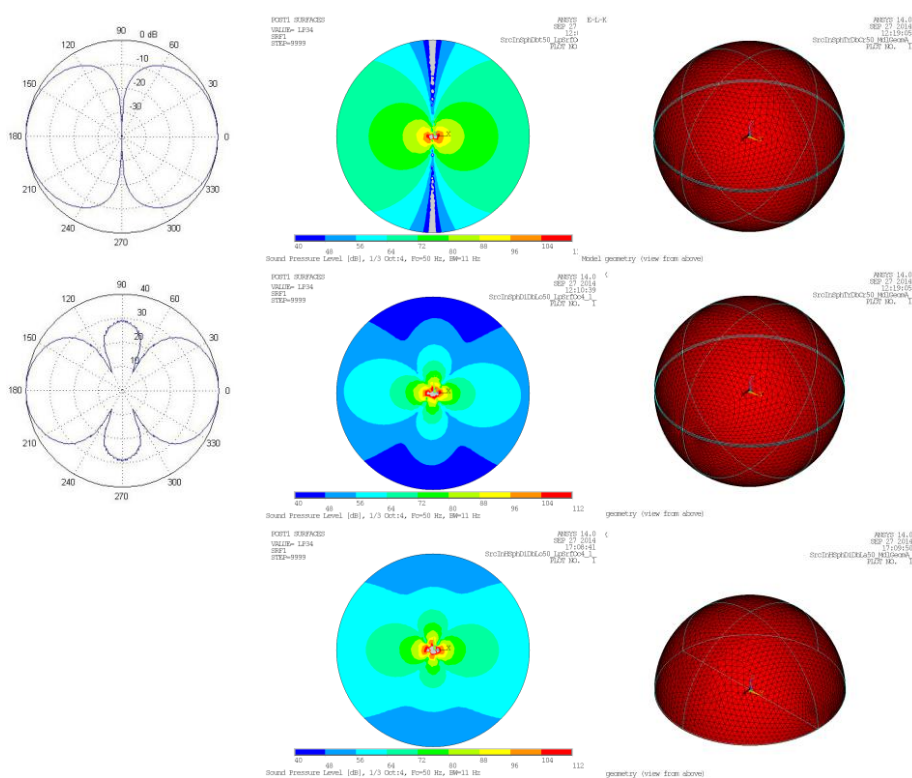 90
0 dB
120
60
-10
-20
150
30
-30
180
0
210
330
240
300
270
POST1 SURFACES
VALUE= LP34
SRF1
STEP=9999
ANSYS
SEP 27
PLOT NO
40
48
56
64
72
80
88
96
104
Sound Pressure Level [dB], 1/3 Oct:4, Fc=50 Hz, BW=11 Hz
E-L-K
ANSYS 14.0
SEP 27 2014
12:19:05
PLOT NO. 1
Model geometry (view from above)
90
40
120
60
30
20
150
30
10
180
0
210
330
240
300
270
POST1 SURFACES
VALUE= LP34
SRF1
STEP=9999
ANSYS 14.0
SEP 27 2014
12:10:39
PLOT NO. 1
40
48
56
64
72
80
88
96
104
112
Sound Pressure Level [dB], 1/3 Oct:4, Fc=50 Hz, BW=11 Hz
ANSYS 14.0
SEP 27 2014
12:19:05
PLOT NO. 1
geometry (view from above)
POST1 SURFACES
VALUE= LP34
SRF1
STEP=9999
ANSYS 14.0
SEP 27 2014
17:08:41
PLOT NO. 1
40
48
56
64
72
80
88
96
104
112
Sound Pressure Level [dB], 1/3 Oct:4, Fc=50 Hz, BW=11 Hz
ANSYS 14.0
SEP 27 2014
17:09:50
PLOT NO. 1
geometry (view from above)